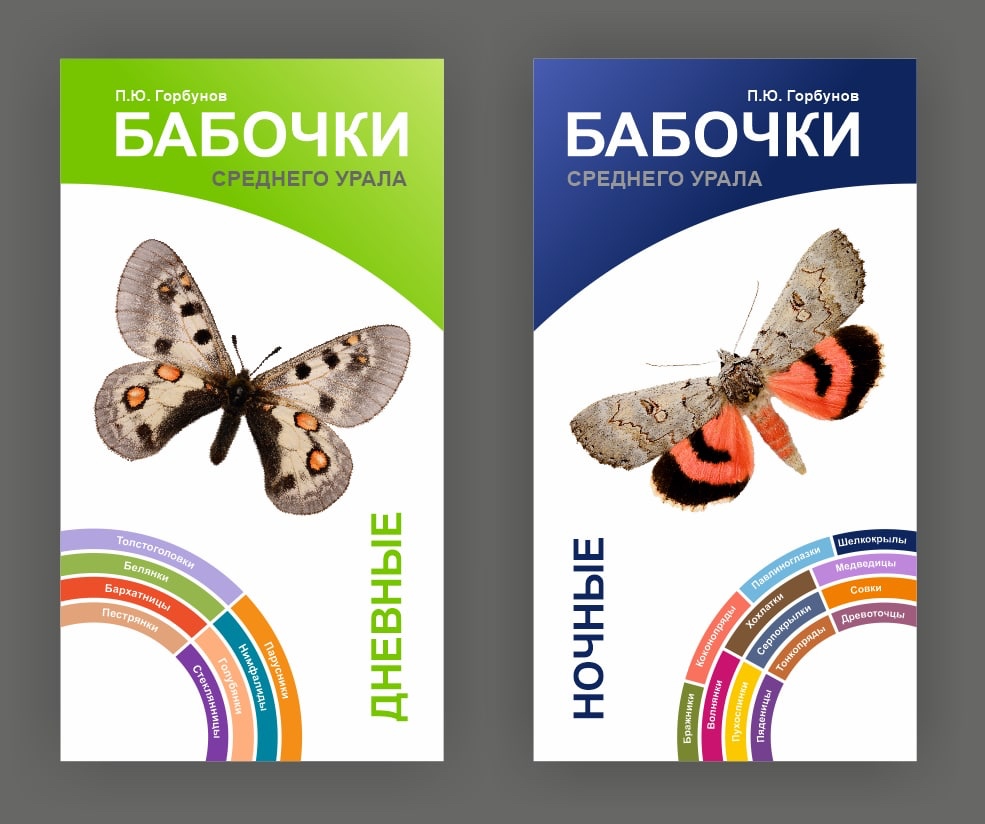 П.Ю. Горбунов
БАБОЧКИ
СРЕДНЕГО УРАЛА
ДНЕВНЫЕ
Толстоголовки
Белянки
Бархатницы
Пестрянки
Парусники
Нимфалиды
Голубянки
Стеклянницы
П.Ю. Горбунов
БАБОЧКИ
СРЕДНЕГО УРАЛА
НОЧНЫЕ
Шелкокрылы
Медведицы
Совки
Древоточцы
Павлиноглазки
Хохлатки
Серпокрылки
Тонкопряды
Коконопряды
Бражники
Волнянки
Пухоспинки
Пяденицы